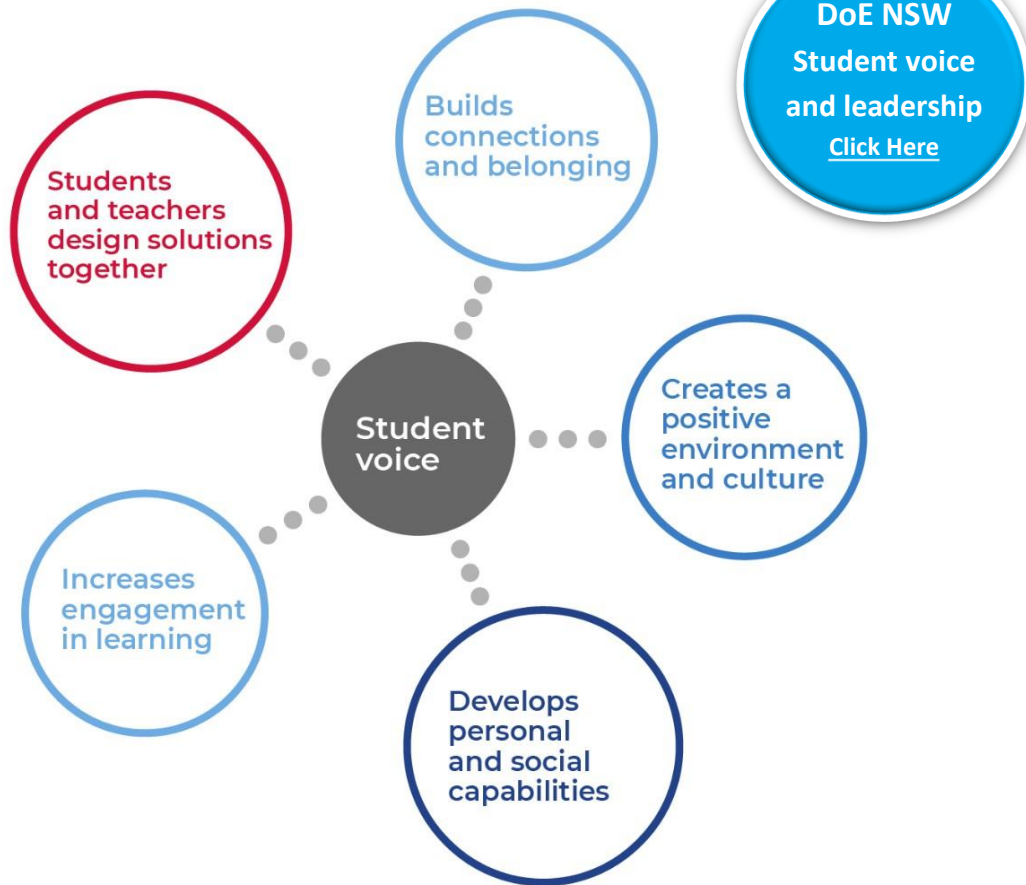 DoE NSW
Student voice
and leadership
Click Here
Builds
connections
and belonging
Students
and teachers
design solutions
together
Student
voice
Creates a
positive
environment
and culture
Increases
engagement
in learning
Develops
personal
and social
capabilities